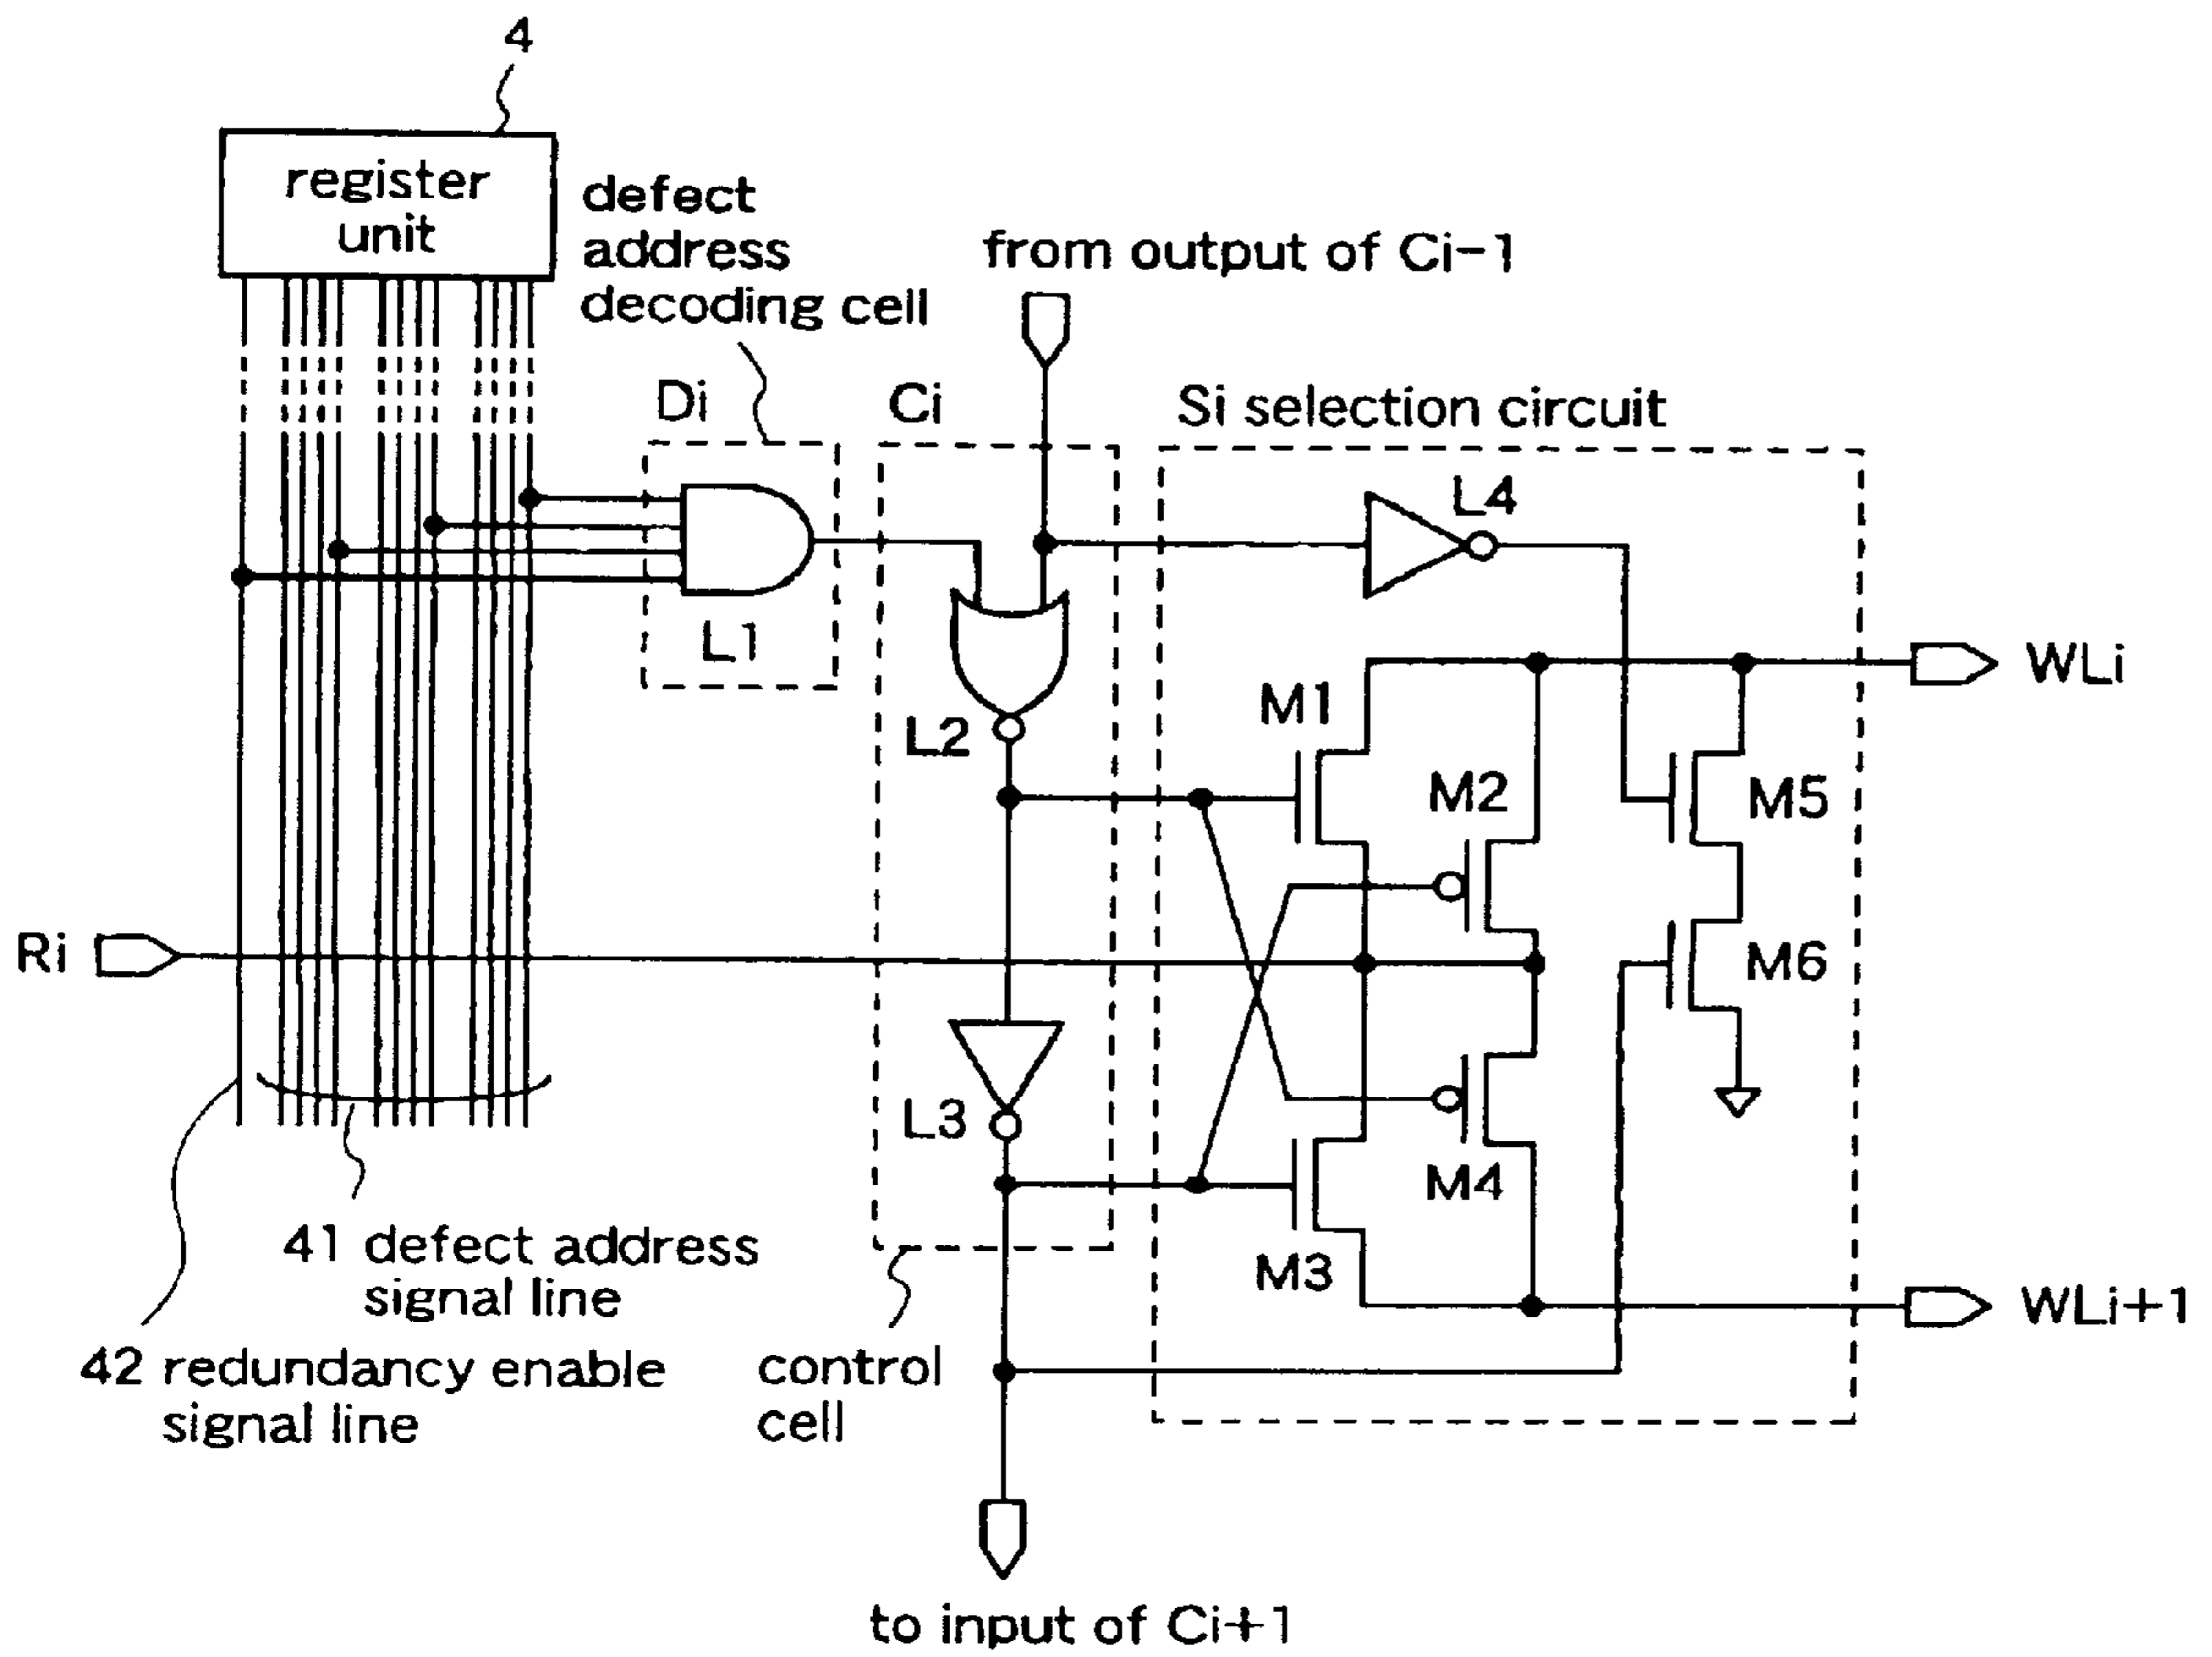 4
register
unit
defect
address
decoding cell
from output of Ci-1
Di
Ci
Si selection circuit
L4
L1
WLi
M1
L2
M2
M5
Ri
M6
L3
M4
41 defect address
signal line
M3
WLi+1
42 redundancy enable
signal line
control
cell
to input of Ci+1